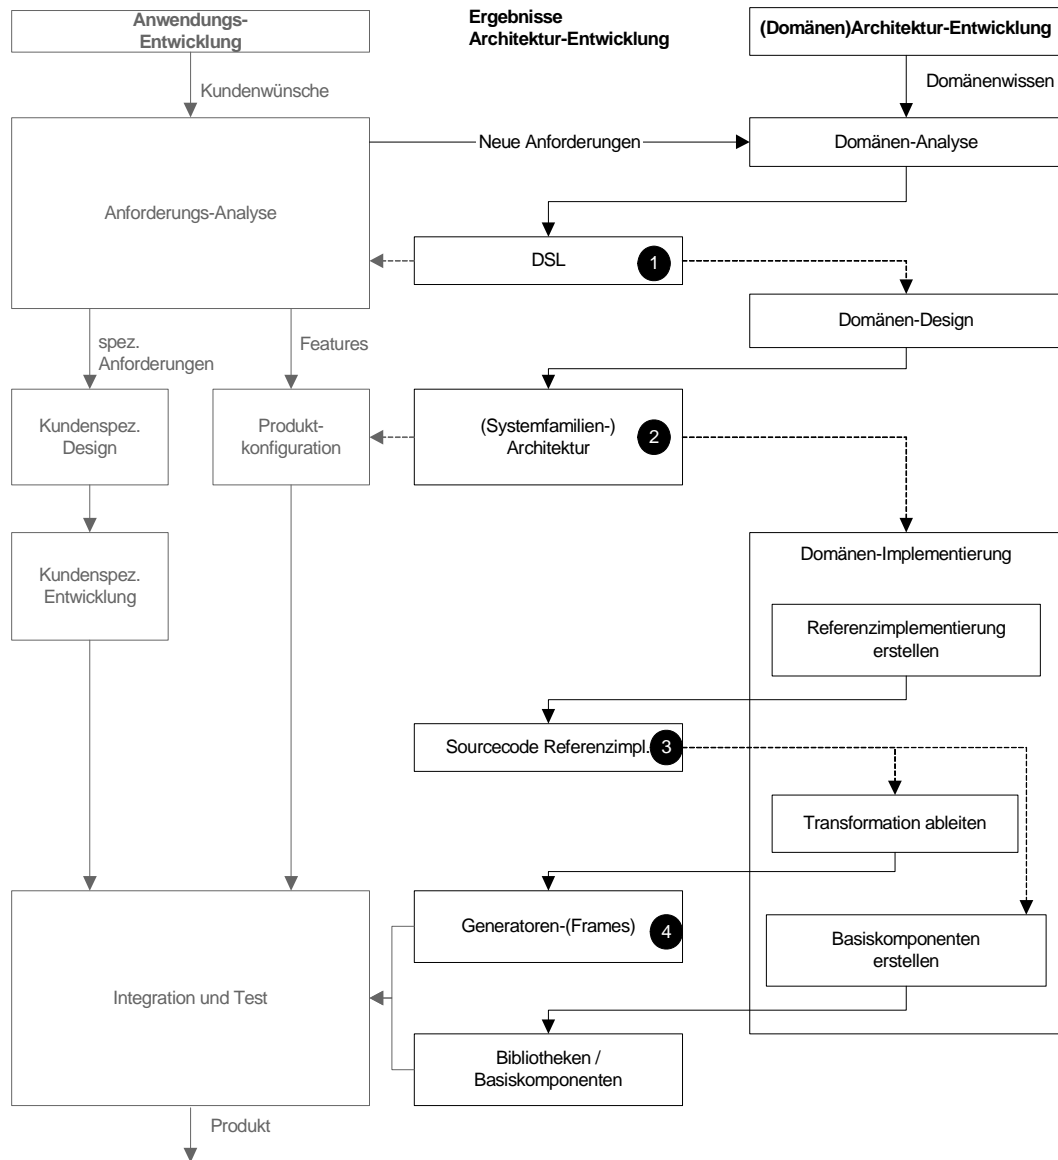 Anwendungs-
Entwicklung
Ergebnisse
Architektur-Entwicklung
(Domänen)Architektur-Entwicklung
Kundenwünsche
Domänenwissen
Neue Anforderungen
Domänen-Analyse
Anforderungs-Analyse
DSL
1
Domänen-Design
spez.
Anforderungen
Features
Kundenspez.
Design
Produkt-
konfiguration
(Systemfamilien-)
Architektur
2
Domänen-Implementierung
Kundenspez.
Entwicklung
Referenzimplementierung
erstellen
Sourcecode Referenzimpl.
3
Transformation ableiten
Generatoren-(Frames)
4
Basiskomponenten
erstellen
Integration und Test
Bibliotheken /
Basiskomponenten
Produkt